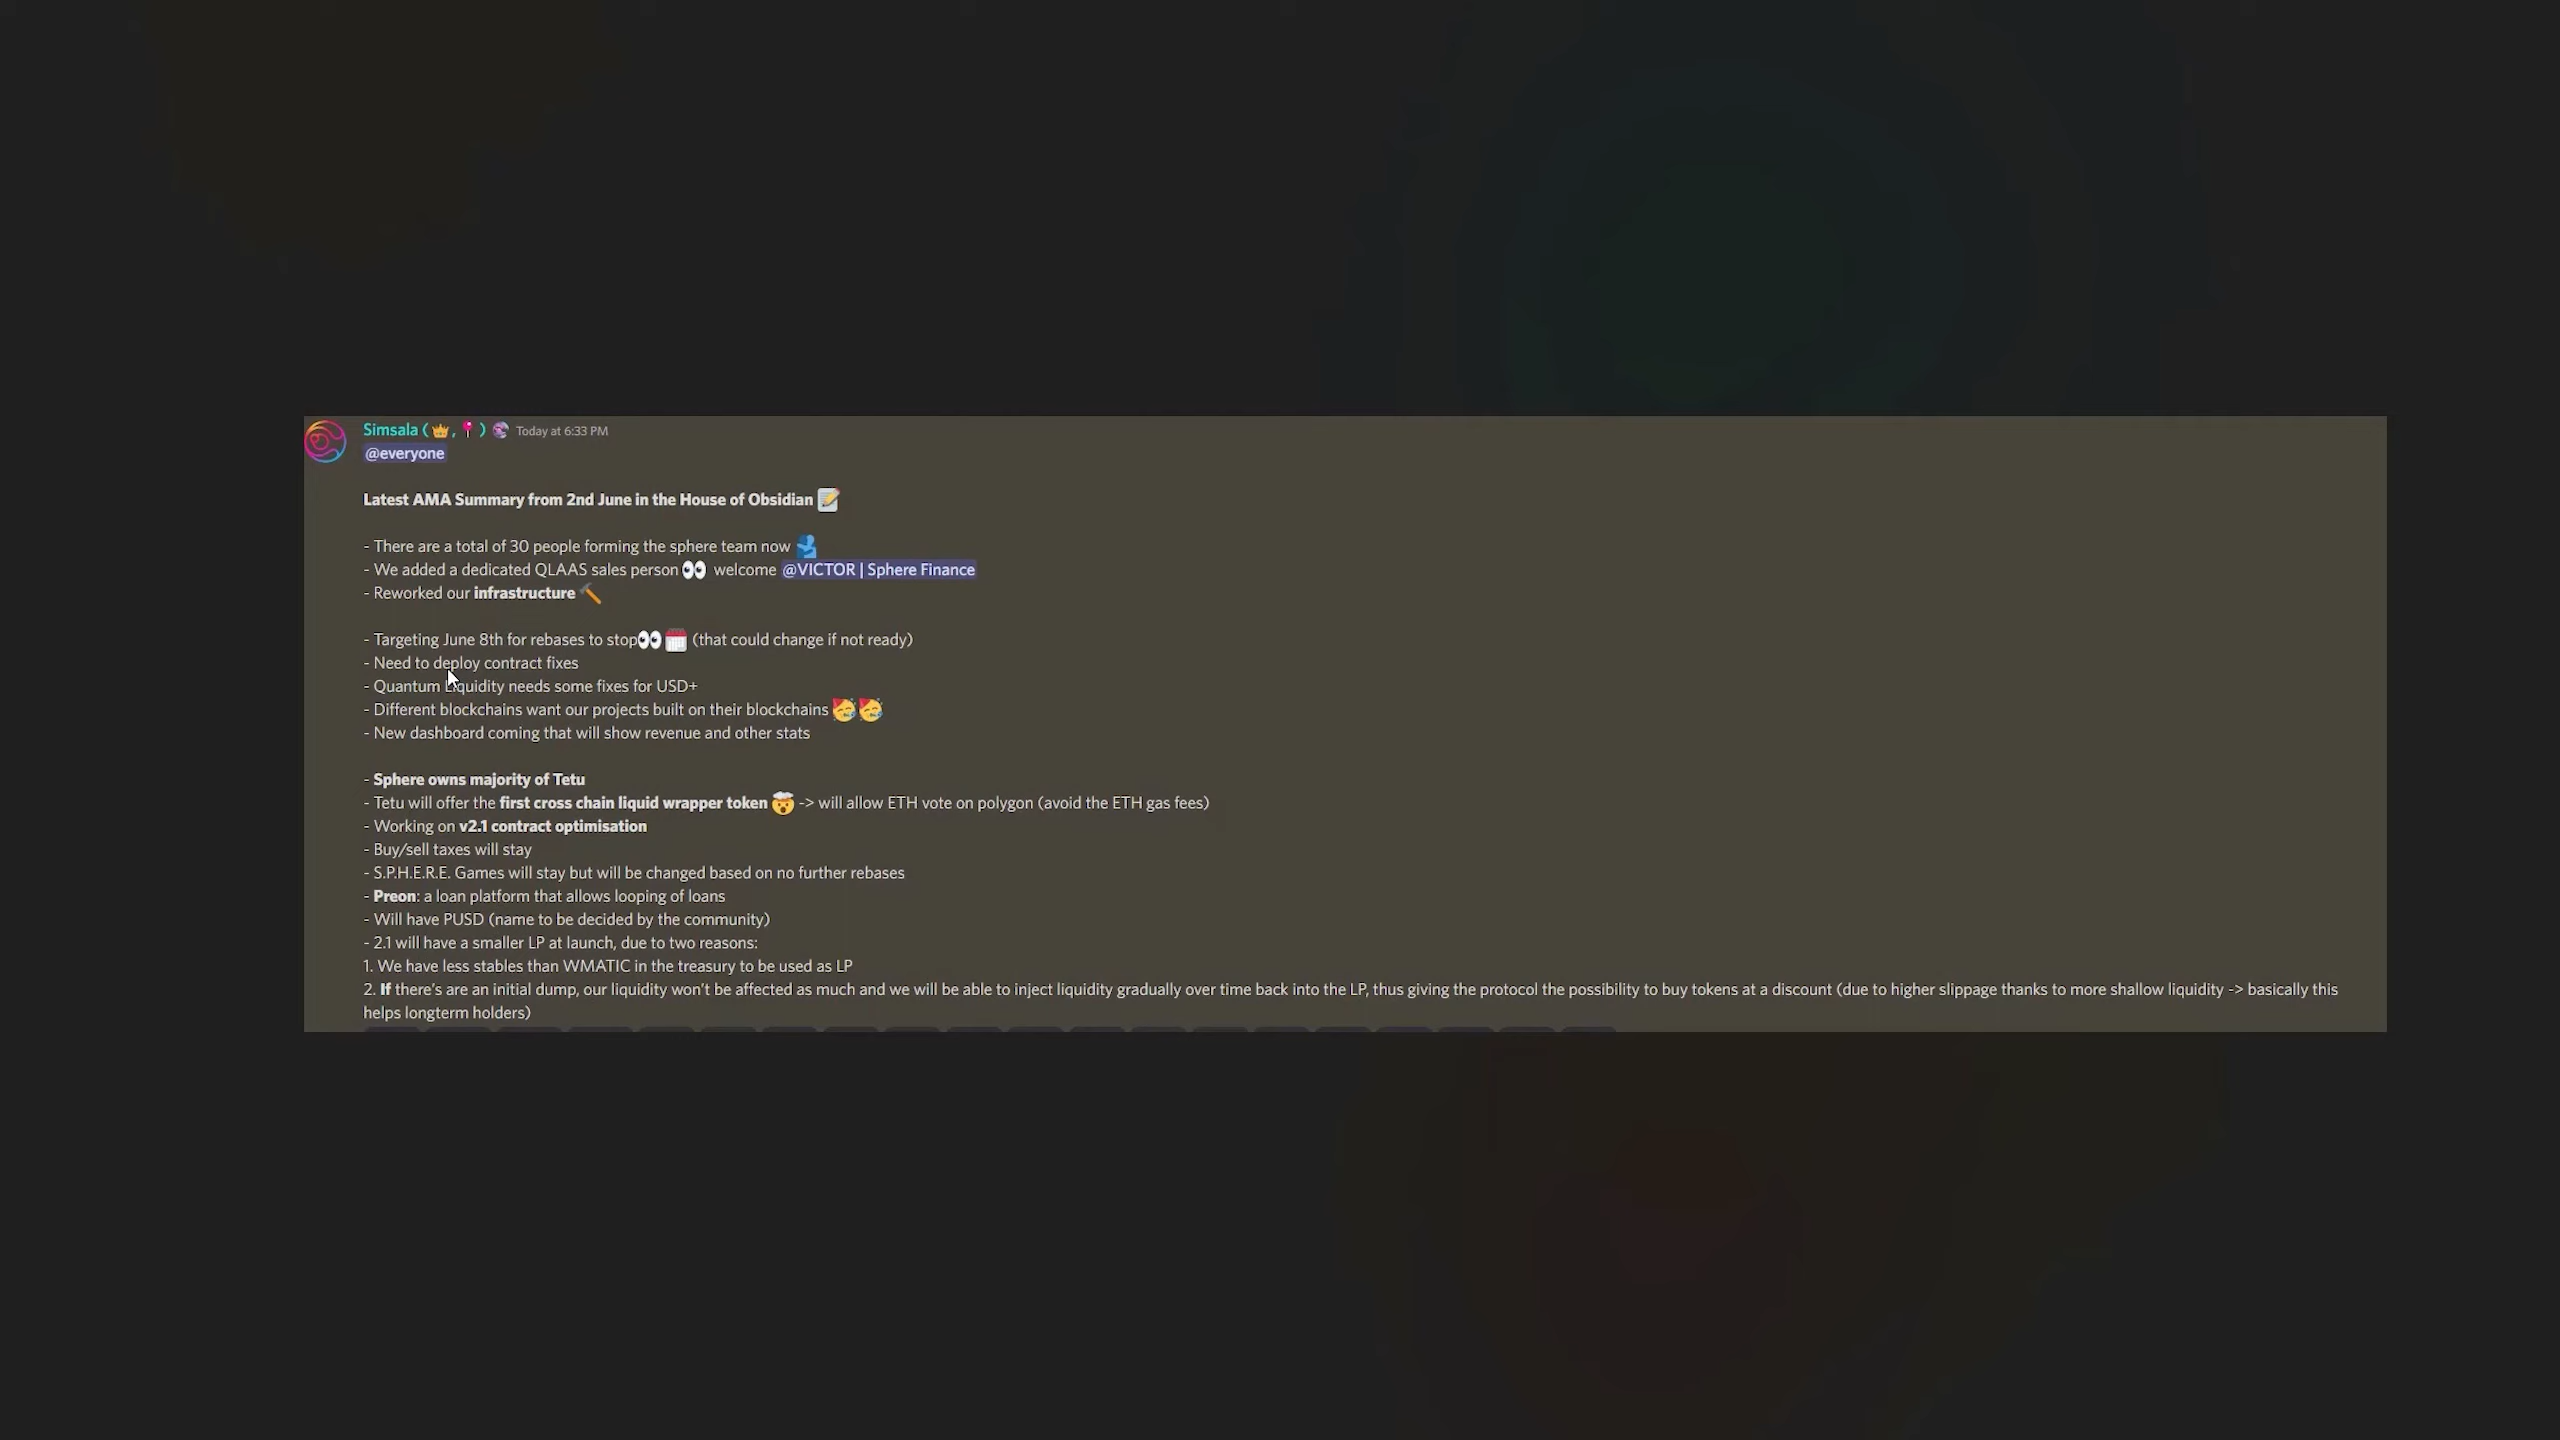 Simsala (👑, 📍) Today at 6:33 PM
@everyone
Latest AMA Summary from 2nd June in the House of Obsidian 📝
- There are a total of 30 people forming the sphere team now 🫂
- We added a dedicated QLAAS sales person 👀 welcome @VICTOR | Sphere Finance
- Reworked our infrastructure 🔨
- Targeting June 8th for rebases to stop👀 🗓️ (that could change if not ready)
- Need to deploy contract fixes
- Quantum Liquidity needs some fixes for USD+
- Different blockchains want our projects built on their blockchains 🥳🥳
- New dashboard coming that will show revenue and other stats
- Sphere owns majority of Tetu
- Tetu will offer the first cross chain liquid wrapper token 🤯 -> will allow ETH vote on polygon (avoid the ETH gas fees)
- Working on v2.1 contract optimisation
- Buy/sell taxes will stay
- S.P.H.E.R.E. Games will stay but will be changed based on no further rebases
- Preon: a loan platform that allows looping of loans
- Will have PUSD (name to be decided by the community)
- 2.1 will have a smaller LP at launch, due to two reasons:
1. We have less stables than WMATIC in the treasury to be used as LP
2. If there's are an initial dump, our liquidity won't be affected as much and we will be able to inject liquidity gradually over time back into the LP, thus giving the protocol the possibility to buy tokens at a discount (due to higher slippage thanks to more shallow liquidity -> basically this
helps longterm holders)